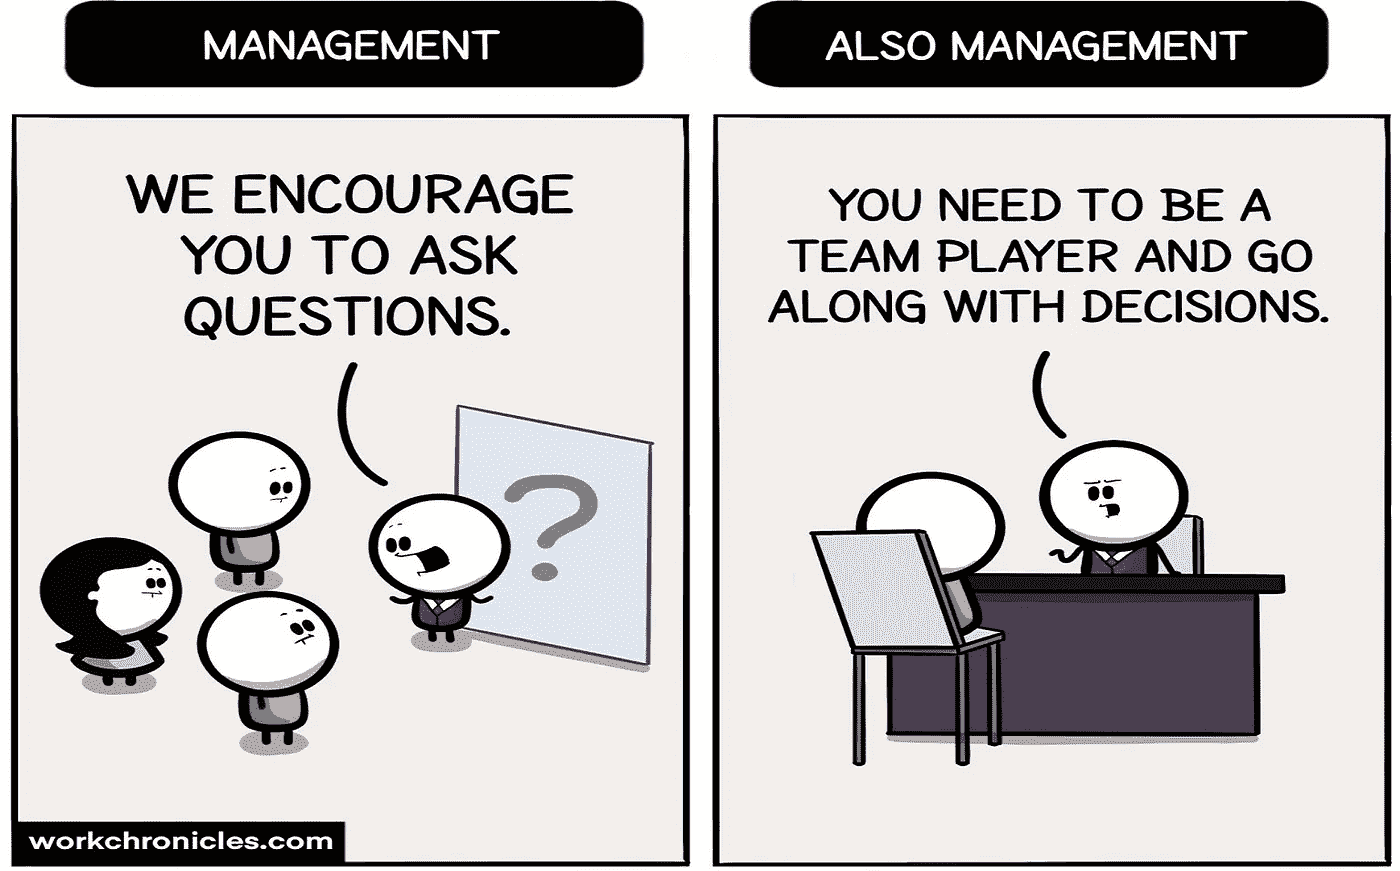 MANAGEMENT
WE ENCOURAGE
YOU TO ASK
QUESTIONS.
?
workchronicles.com
ALSO MANAGEMENT
YOU NEED TO BE A
TEAM PLAYER AND GO
ALONG WITH DECISIONS.